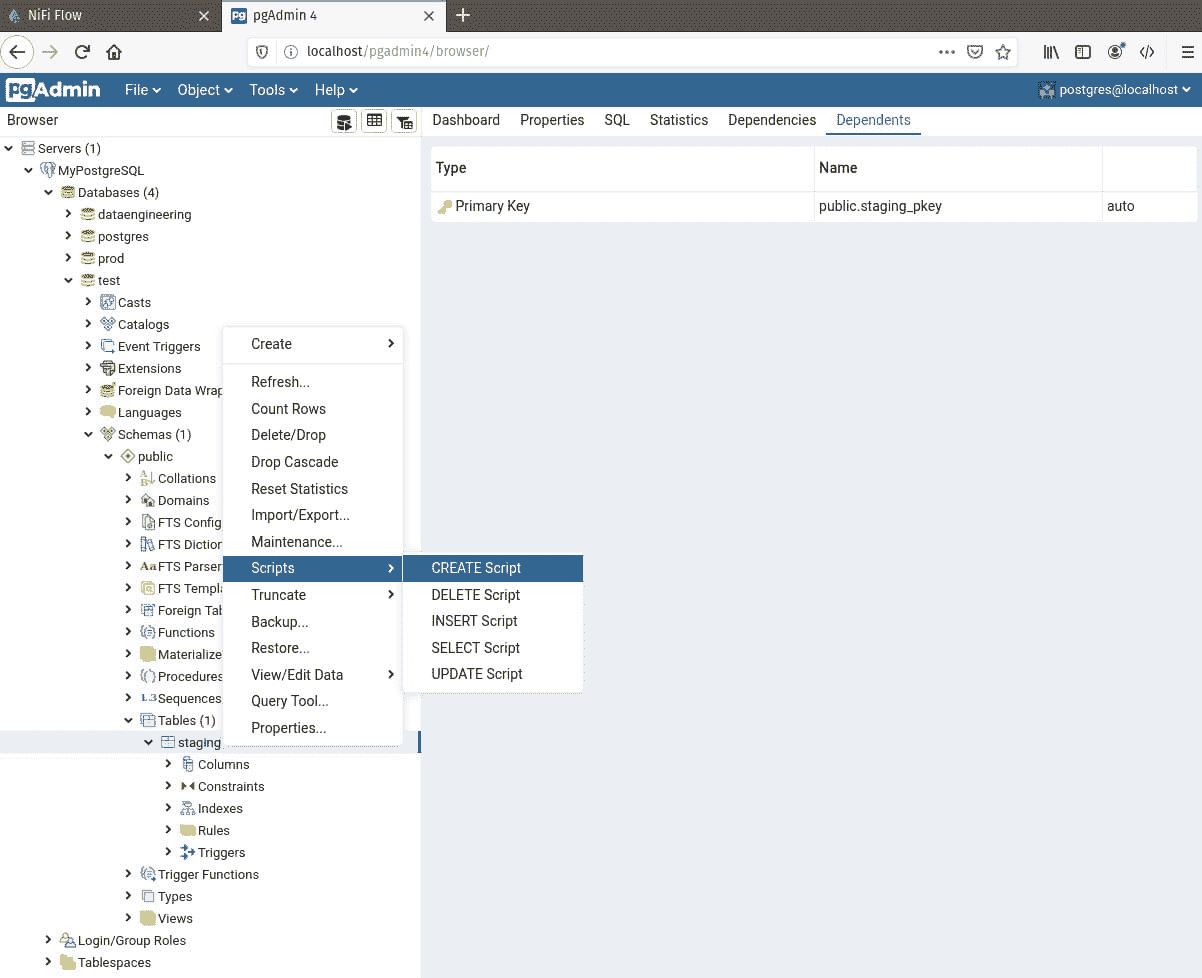 NiFi Flow
pgAdmin 4
localhost/pgadmin4/browser/
pgAdmin File Object Tools Help postgres@localhost
Browser
Dashboard Properties SQL Statistics Dependencies Dependents
Servers (1)
MyPostgreSQL
Databases (4)
dataengineering
postgres
prod
test
Casts
Catalogs
Event Triggers
Extensions
Foreign Data Wrap
Languages
Schemas (1)
public
Collations
Domains
FTS Config
FTS Diction
FTS Parser
FTS Templa
Foreign Tab
Functions
Materialize
Procedures
1..3 Sequences
Tables (1)
staging
Columns
Constraints
Indexes
Rules
Triggers
Trigger Functions
Types
Views
Login/Group Roles
Tablespaces
Create
Refresh...
Count Rows
Delete/Drop
Drop Cascade
Reset Statistics
Import/Export...
Maintenance...
Scripts
Truncate
Backup...
Restore...
View/Edit Data
Query Tool...
Properties...
CREATE Script
DELETE Script
INSERT Script
SELECT Script
UPDATE Script
Type Name
Primary Key public.staging_pkey auto